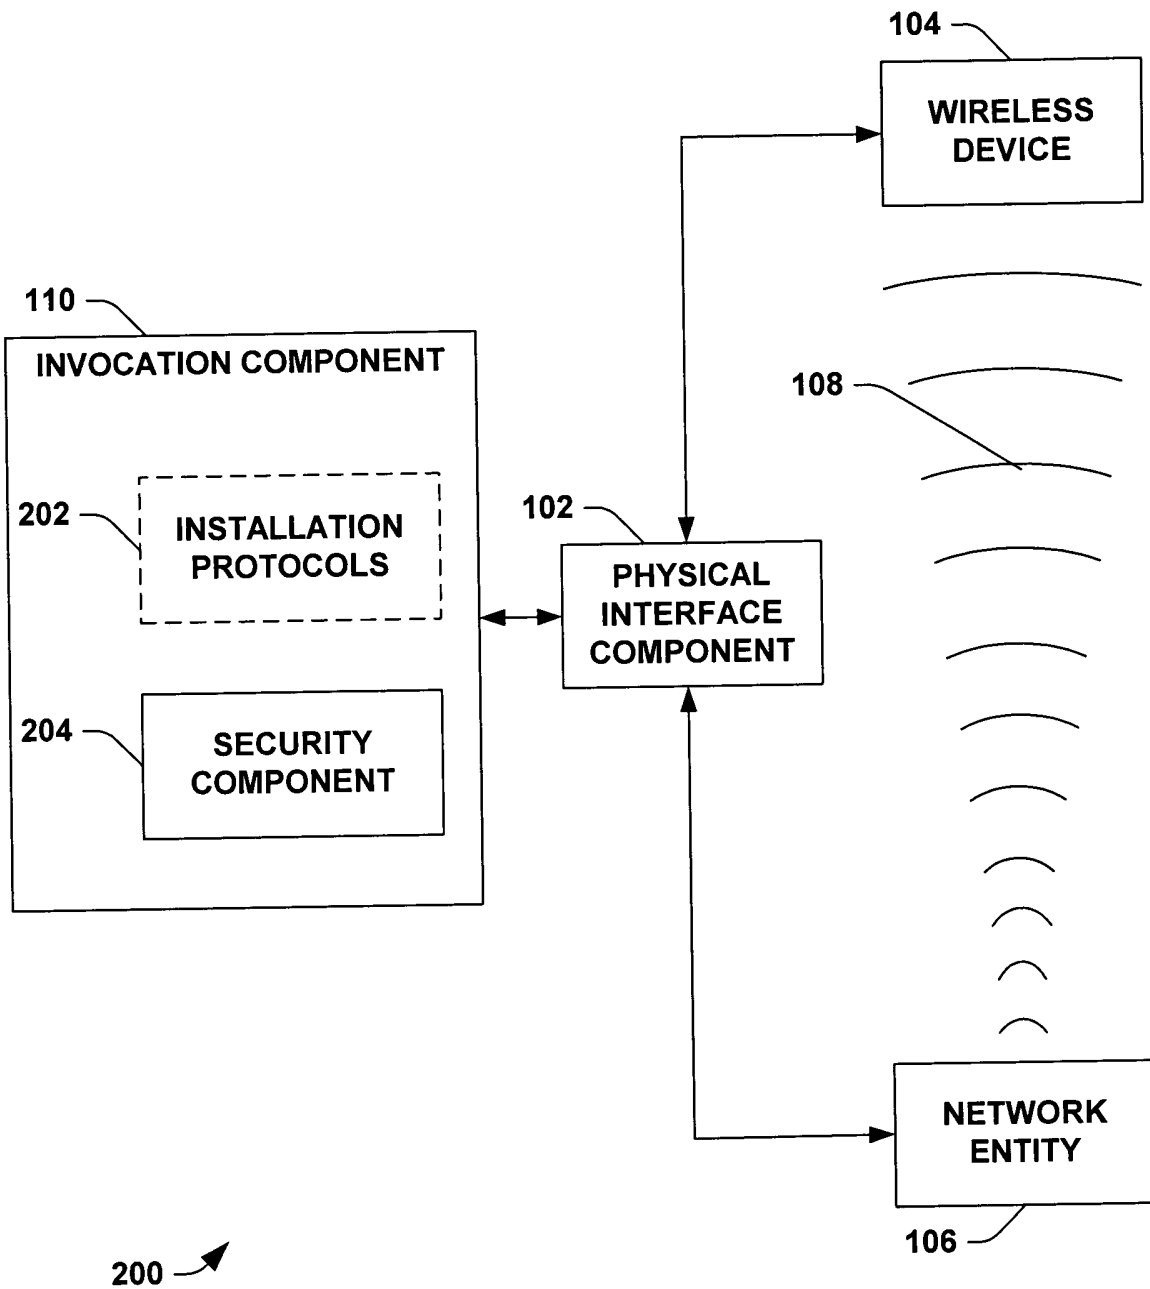 104
WIRELESS
DEVICE
110
INVOCATION COMPONENT
108
202
INSTALLATION
PROTOCOLS
102
PHYSICAL
INTERFACE
COMPONENT
204
SECURITY
COMPONENT
NETWORK
ENTITY
106
200